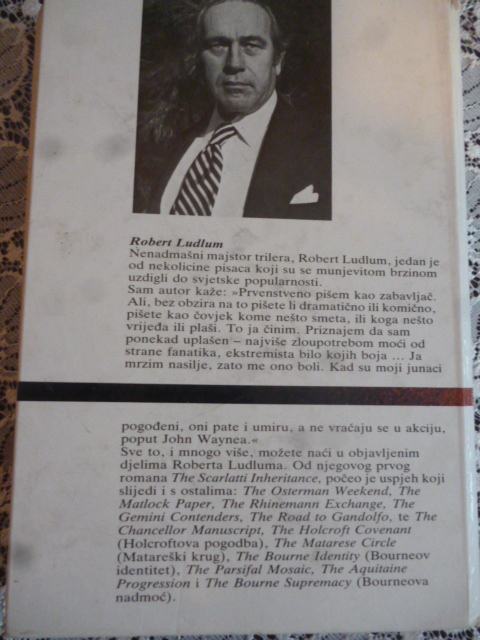 Robert Ludlum
Nenadmašni majstor trilera, Robert Ludlum, jedan je
od nekolicine pisaca koji su se munjevitom brzinom
uzdigli do svjetske popularnosti.
Sam autor kaže: »Prvenstveno pišem kao zabavljač.
Ali, bez obzira na to pišete li dramatično ili komično,
pišete kao čovjek kome nešto smeta, ili koga nešto
vrijeđa ili plaši. To ja činim. Priznajem da sam
ponekad uplašen – najviše zloupotrebom moći od
strane fanatika, ekstremista bilo kojih boja ... Ja
mrzim nasilje, zato me ono boli. Kad su moji junaci
pogođeni, oni pate i umiru, a ne vraćaju se u akciju,
poput John Waynea.«
Sve to, i mnogo više, možete naći u objavljenim
djelima Roberta Ludluma. Od njegovog prvog
romana The Scarlatti Inheritance, počeo je uspjeh koji
slijedi i s ostalima: The Osterman Weekend, The
Matlock Paper, The Rhinemann Exchange, The
Gemini Contenders, The Road to Gandolfo, te The
Chancellor Manuscript, The Holcroft Covenant
(Holcroftova pogodba), The Matarese Circle
(Matareški krug), The Bourne Identity (Bourneov
identitet), The Parsifal Mosaic, The Aquitaine
Progression i The Bourne Supremacy (Bourneova
nadmoć).